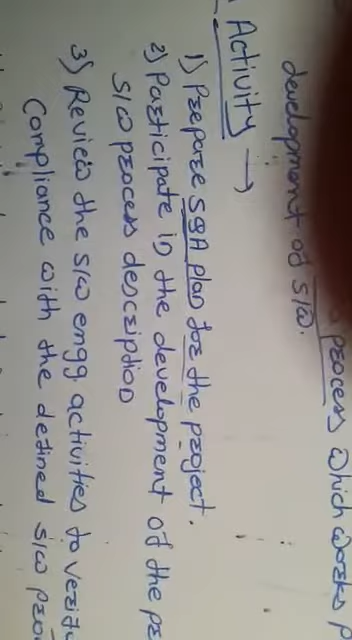 process which works
development of s/w.
Activity →
1) Prepare SQA plan for the project.
2) Participate in the development of the
s/w process description
3) Review the s/w engg. activities to
compliance with the defined s/w